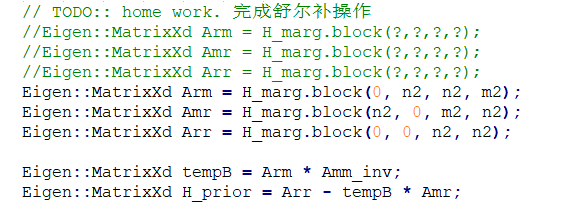 // TODO:: home work. 完成舒尔补操作
//Eigen::MatrixXd Arm = H_marg.block(?,?,?,?);
//Eigen::MatrixXd Amr = H_marg.block(?,?,?,?);
//Eigen::MatrixXd Arr = H_marg.block(?,?,?,?);
Eigen::MatrixXd Arm = H_marg.block(0, n2, n2, m2);
Eigen::MatrixXd Amr = H_marg.block(n2, 0, m2, n2);
Eigen::MatrixXd Arr = H_marg.block(0, 0, n2, n2);
Eigen::MatrixXd tempB = Arm * Amm_inv;
Eigen::MatrixXd H_prior = Arr - tempB * Amr;